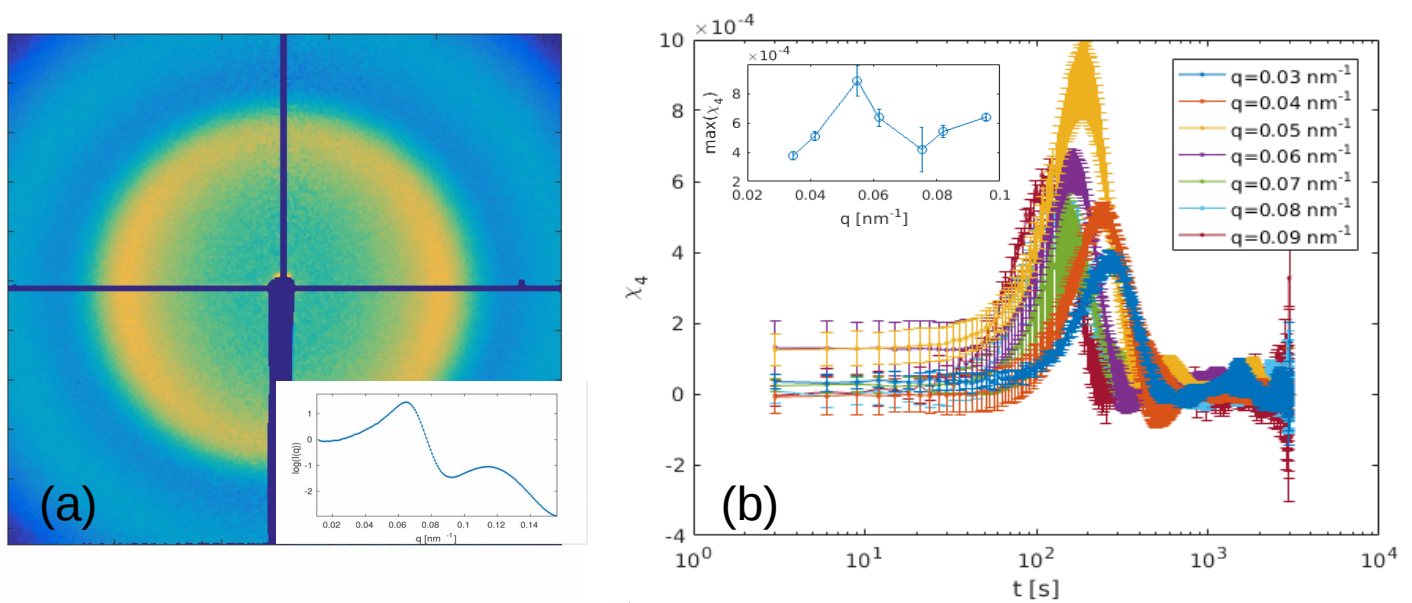 (a)
log(I(q))
1
0
-1
-2
0.02 0.04 0.06 0.08 0.1 0.12 0.14
q [nm⁻¹]
(b)
×10⁻⁴
10
8
6
4
2
0
-2
-4
χ₄
10⁰ 10¹ 10² 10³ 10⁴
t [s]
×10⁻⁴
8
6
4
2
max(χ₄)
0.02 0.04 0.06 0.08 0.1
q [nm⁻¹]
q=0.03 nm⁻¹
q=0.04 nm⁻¹
q=0.05 nm⁻¹
q=0.06 nm⁻¹
q=0.07 nm⁻¹
q=0.08 nm⁻¹
q=0.09 nm⁻¹